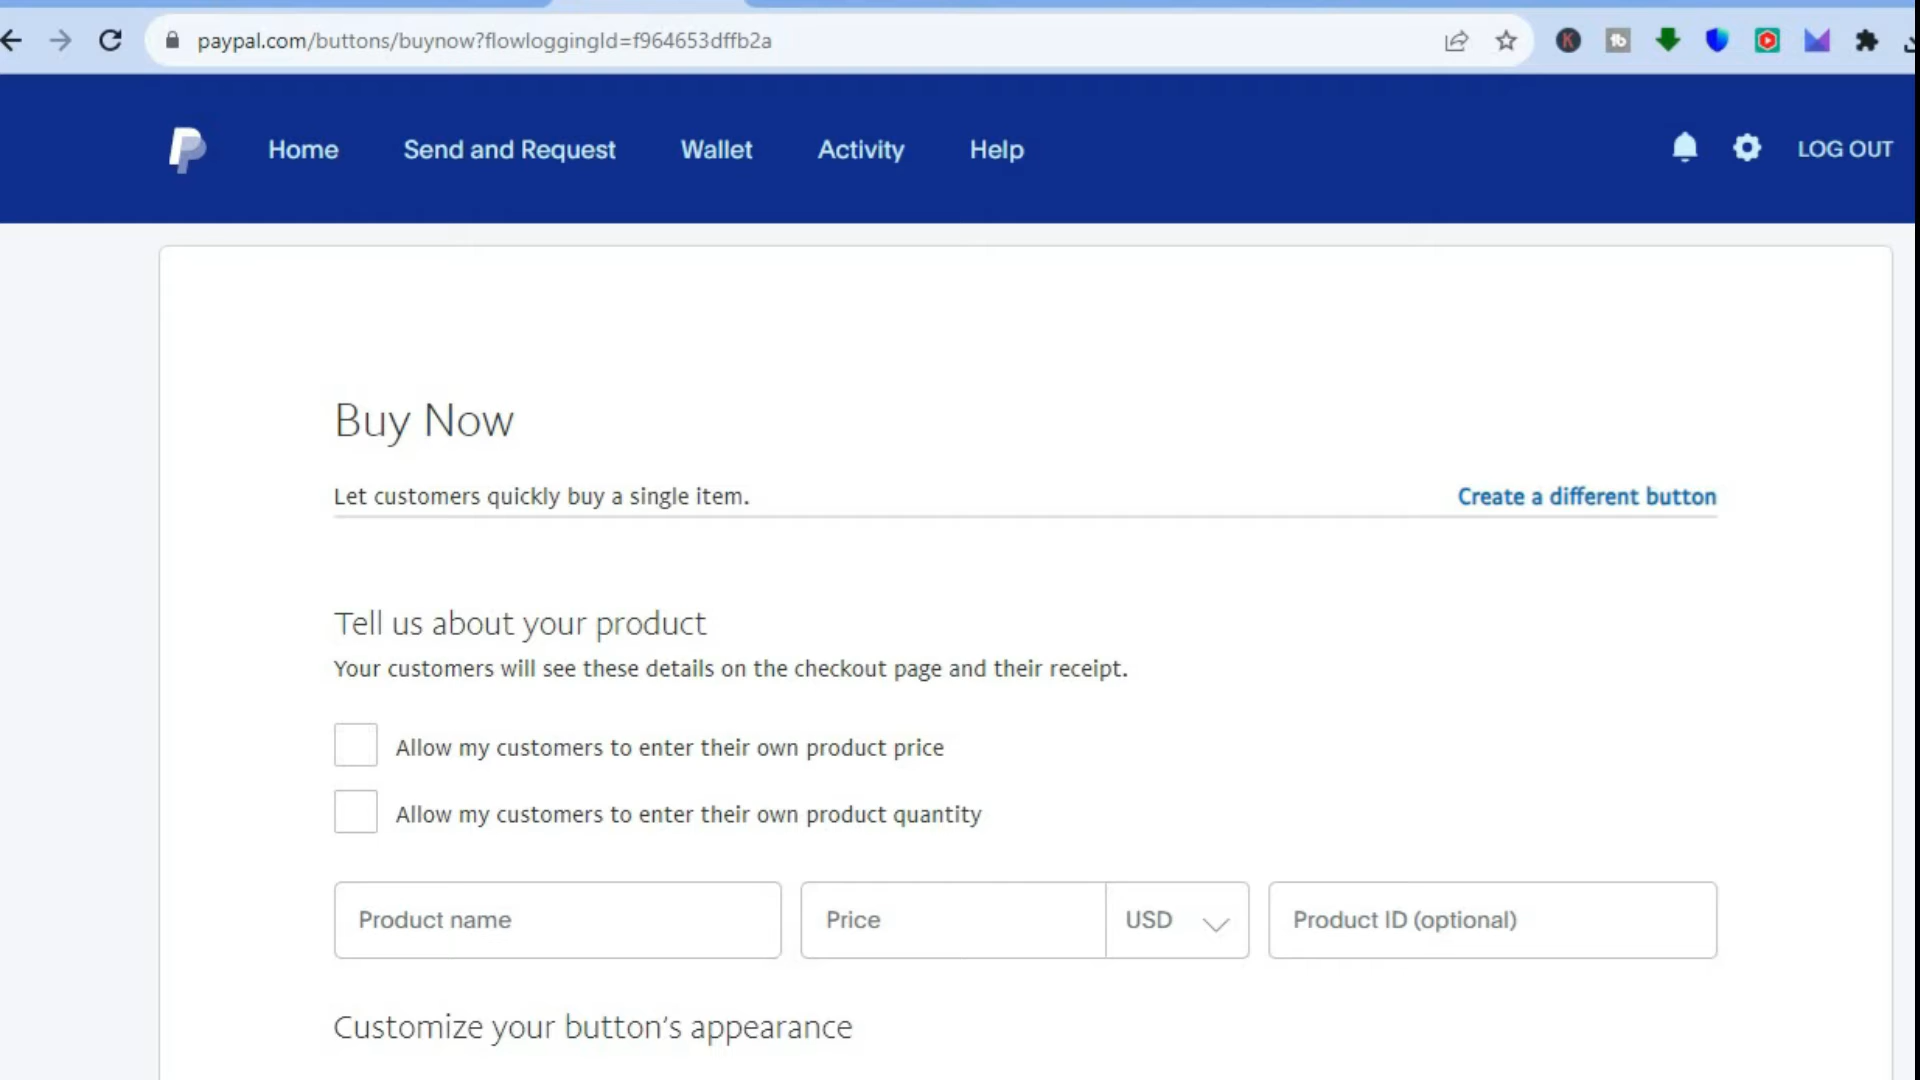 paypal.com/buttons/buynow?flowloggingId=f964653dffb2a
K
tb
Home Send and Request Wallet Activity Help LOG OUT
Buy Now
Let customers quickly buy a single item. Create a different button
Tell us about your product
Your customers will see these details on the checkout page and their receipt.
Allow my customers to enter their own product price
Allow my customers to enter their own product quantity
Product name Price USD Product ID (optional)
Customize your button's appearance